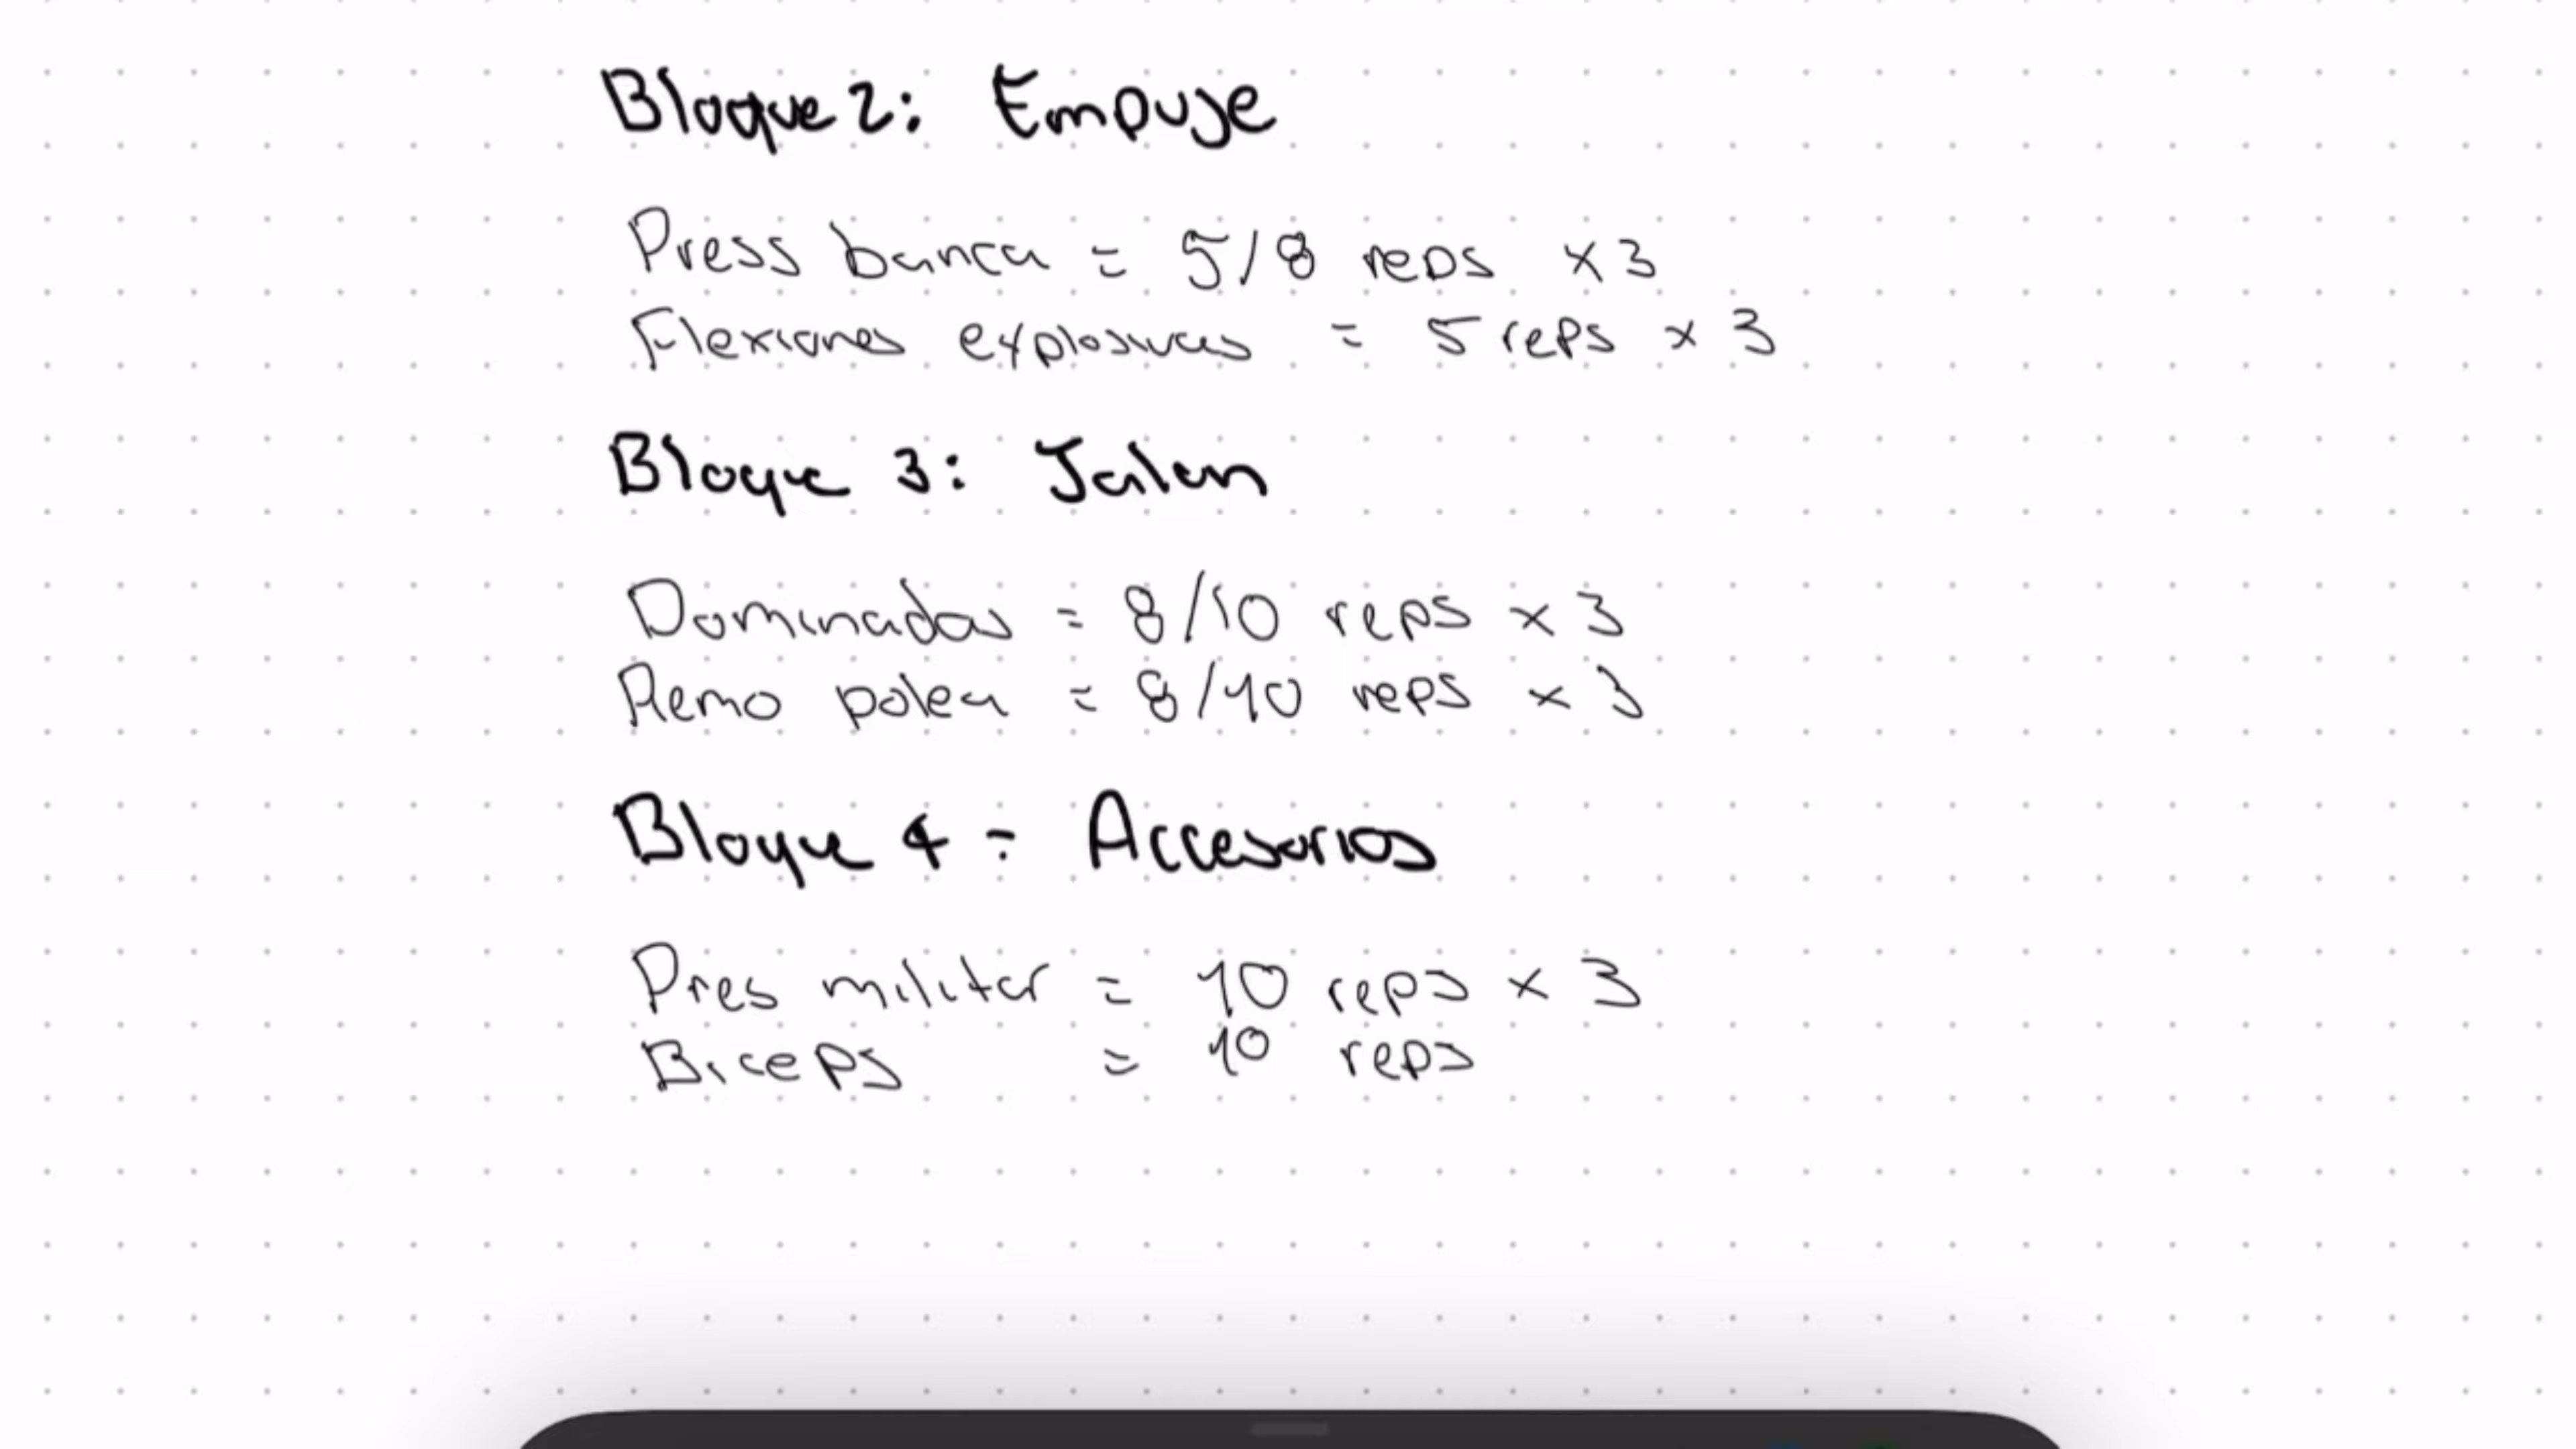 Bloque 2: Empuje
Press banca = 5/8 reps x3
Flexiones explosivas = 5 reps x 3
Bloque 3: Jalon
Dominadas = 8/10 reps x 3
Remo polea = 8/10 reps x 3
Bloque 4: Accesorios
Pres militar = 10 reps x 3
Biceps = 10 reps